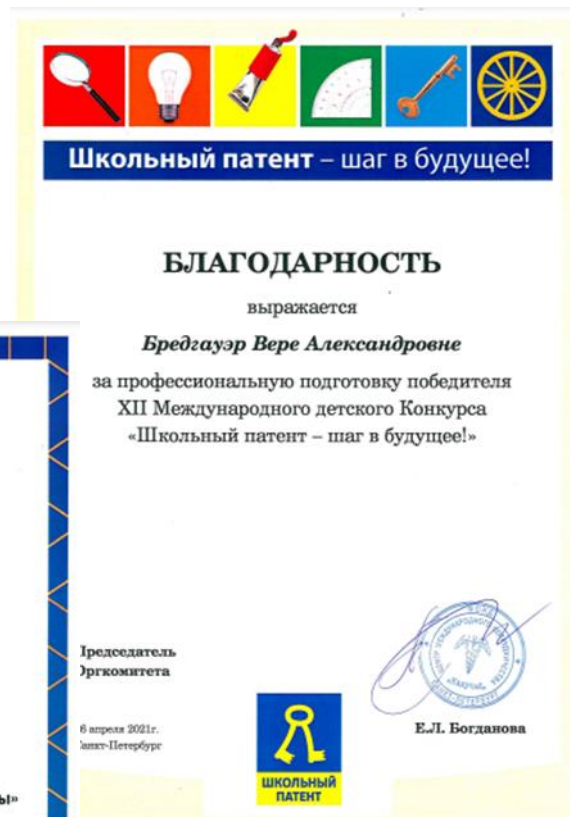 Школьный патент – шаг в будущее!
БЛАГОДАРНОСТЬ
выражается
Бредгауэр Вере Александровне
за профессиональную подготовку победителя
XII Международного детского Конкурса
«Школьный патент – шаг в будущее!»
Председатель
Оргкомитета
6 апреля 2021г.
Санкт-Петербург
Е.Л. Богданова
ШКОЛЬНЫЙ
ПАТЕНТ
ы»